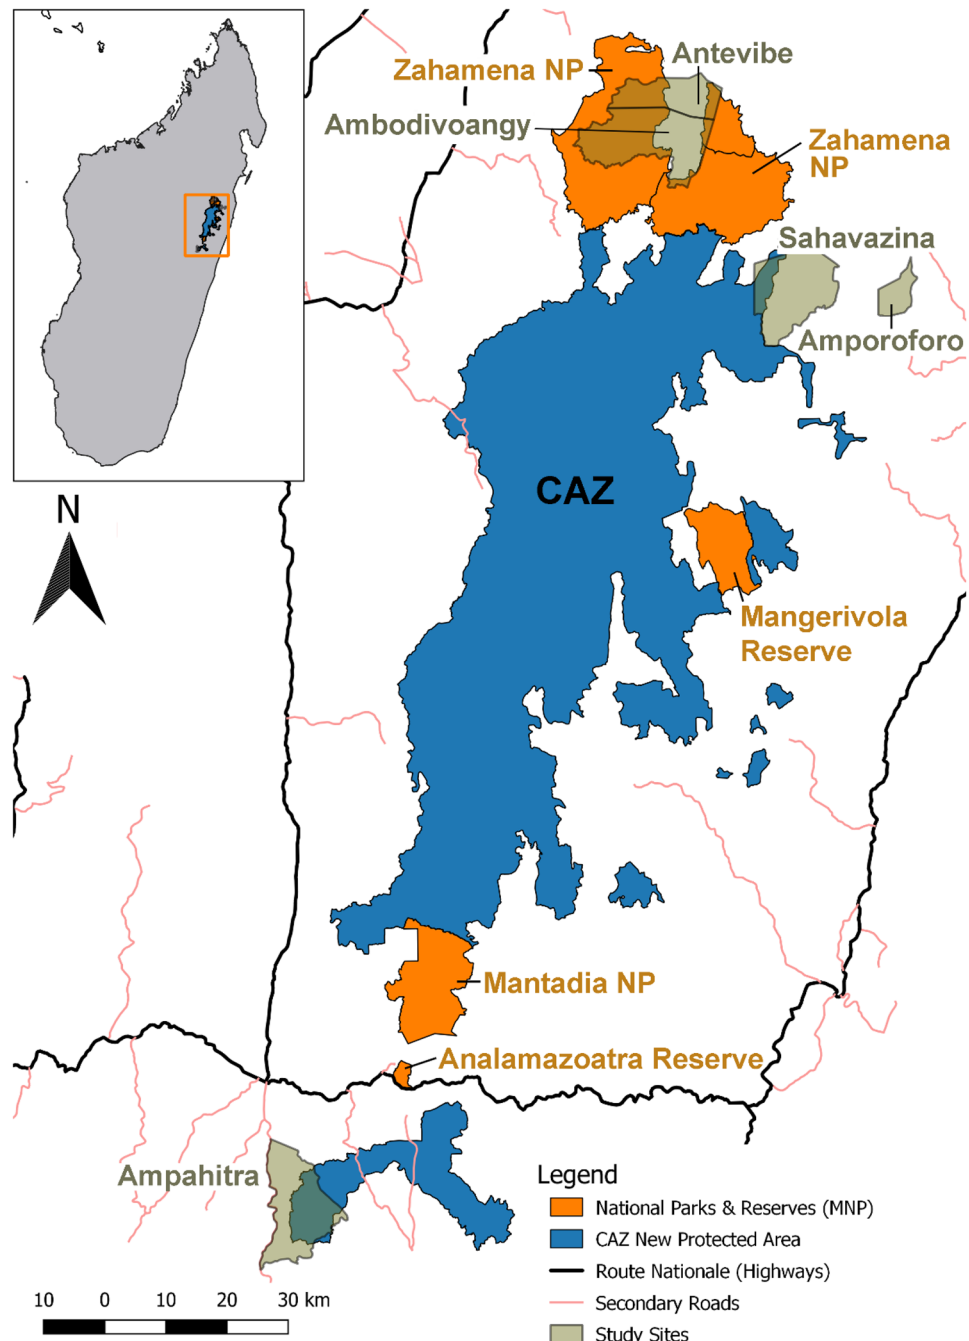 Antevibe
Zahamena NP
Ambodivoangy
Zahamena
NP
Sahavazina
Amporoforo
CAZ
N
Mangerivola
Reserve
Mantadia NP
Analamazoatra Reserve
Ampahitra
Legend
National Parks & Reserves (MNP)
CAZ New Protected Area
Route Nationale (Highways)
Secondary Roads
Study Sites
10 0 10 20 30 km